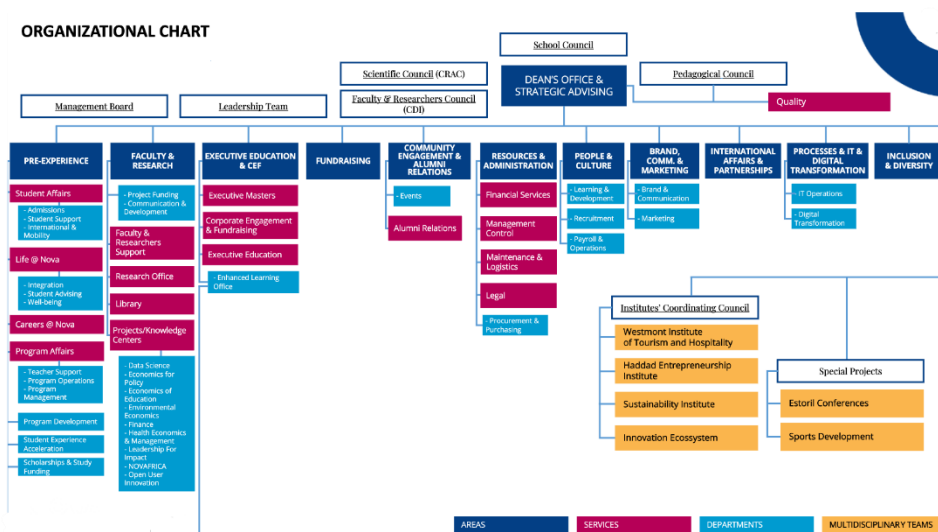 ORGANIZATIONAL CHART
School Council
Scientific Council (CRAC)
DEAN'S OFFICE &
STRATEGIC ADVISING
Pedagogical Council
Management Board
Leadership Team
Faculty & Researchers Council
(CDI)
Quality
PRE-EXPERIENCE
FACULTY &
RESEARCH
EXECUTIVE EDUCATION
& CEF
FUNDRAISING
COMMUNITY
ENGAGEMENT &
ALUMNI
RELATIONS
RESOURCES &
ADMINISTRATION
PEOPLE &
CULTURE
BRAND,
COMM. &
MARKETING
INTERNATIONAL
AFFAIRS &
PARTNERSHIPS
PROCESSES & IT &
DIGITAL
TRANSFORMATION
INCLUSION
& DIVERSITY
Student Affairs
- Admissions
- Student Support
- International &
Mobility
Life @ Nova
- Integration
- Student Advising
- Well-being
Careers @ Nova
Program Affairs
- Teacher Support
- Program Operations
- Program
Management
Program Development
Student Experience
Acceleration
Scholarships & Study
Funding
- Project Funding
- Communication &
Development
Faculty &
Researchers
Support
Research Office
Library
Projects/Knowledge
Centers
- Data Science
- Economics for
Policy
- Economics of
Education
- Environmental
Economics
- Finance
- Health Economics
& Management
- Leadership For
Impact
- NOVAFRICA
- Open User
Innovation
Executive Masters
Corporate Engagement
& Fundraising
Executive Education
- Enhanced Learning
Office
- Events
Alumni Relations
Financial Services
Management
Control
Maintenance &
Logistics
Legal
- Procurement &
Purchasing
- Learning &
Development
- Recruitment
- Payroll &
Operations
- Brand &
Communication
- Marketing
- IT Operations
- Digital
Transformation
Institutes' Coordinating Council
Westmont Institute
of Tourism and Hospitality
Haddad Entrepreneurship
Institute
Sustainability Institute
Innovation Ecosystem
Special Projects
Estoril Conferences
Sports Development
AREAS
SERVICES
DEPARTMENTS
MULTIDISCIPLINARY TEAMS